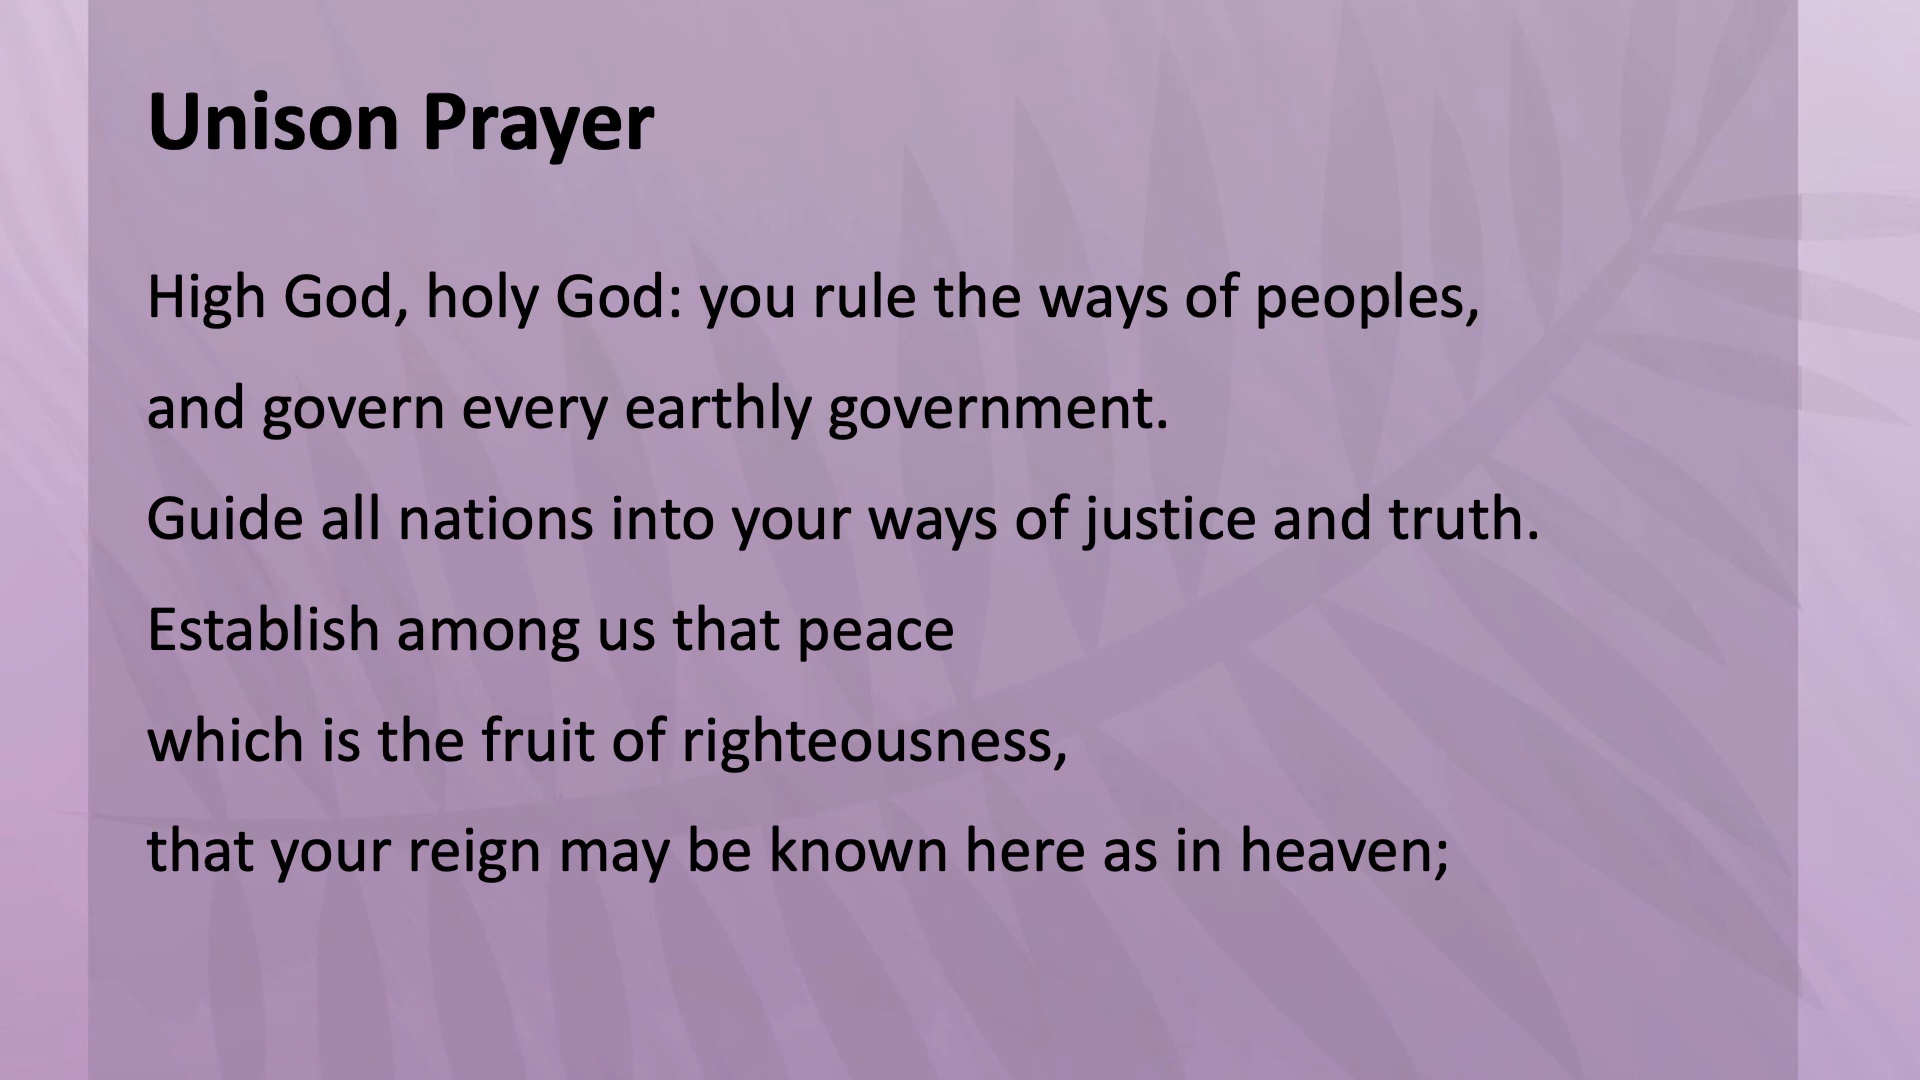 Unison Prayer
High God, holy God: you rule the ways of peoples,
and govern every earthly government.
Guide all nations into your ways of justice and truth.
Establish among us that peace
which is the fruit of righteousness,
that your reign may be known here as in heaven;